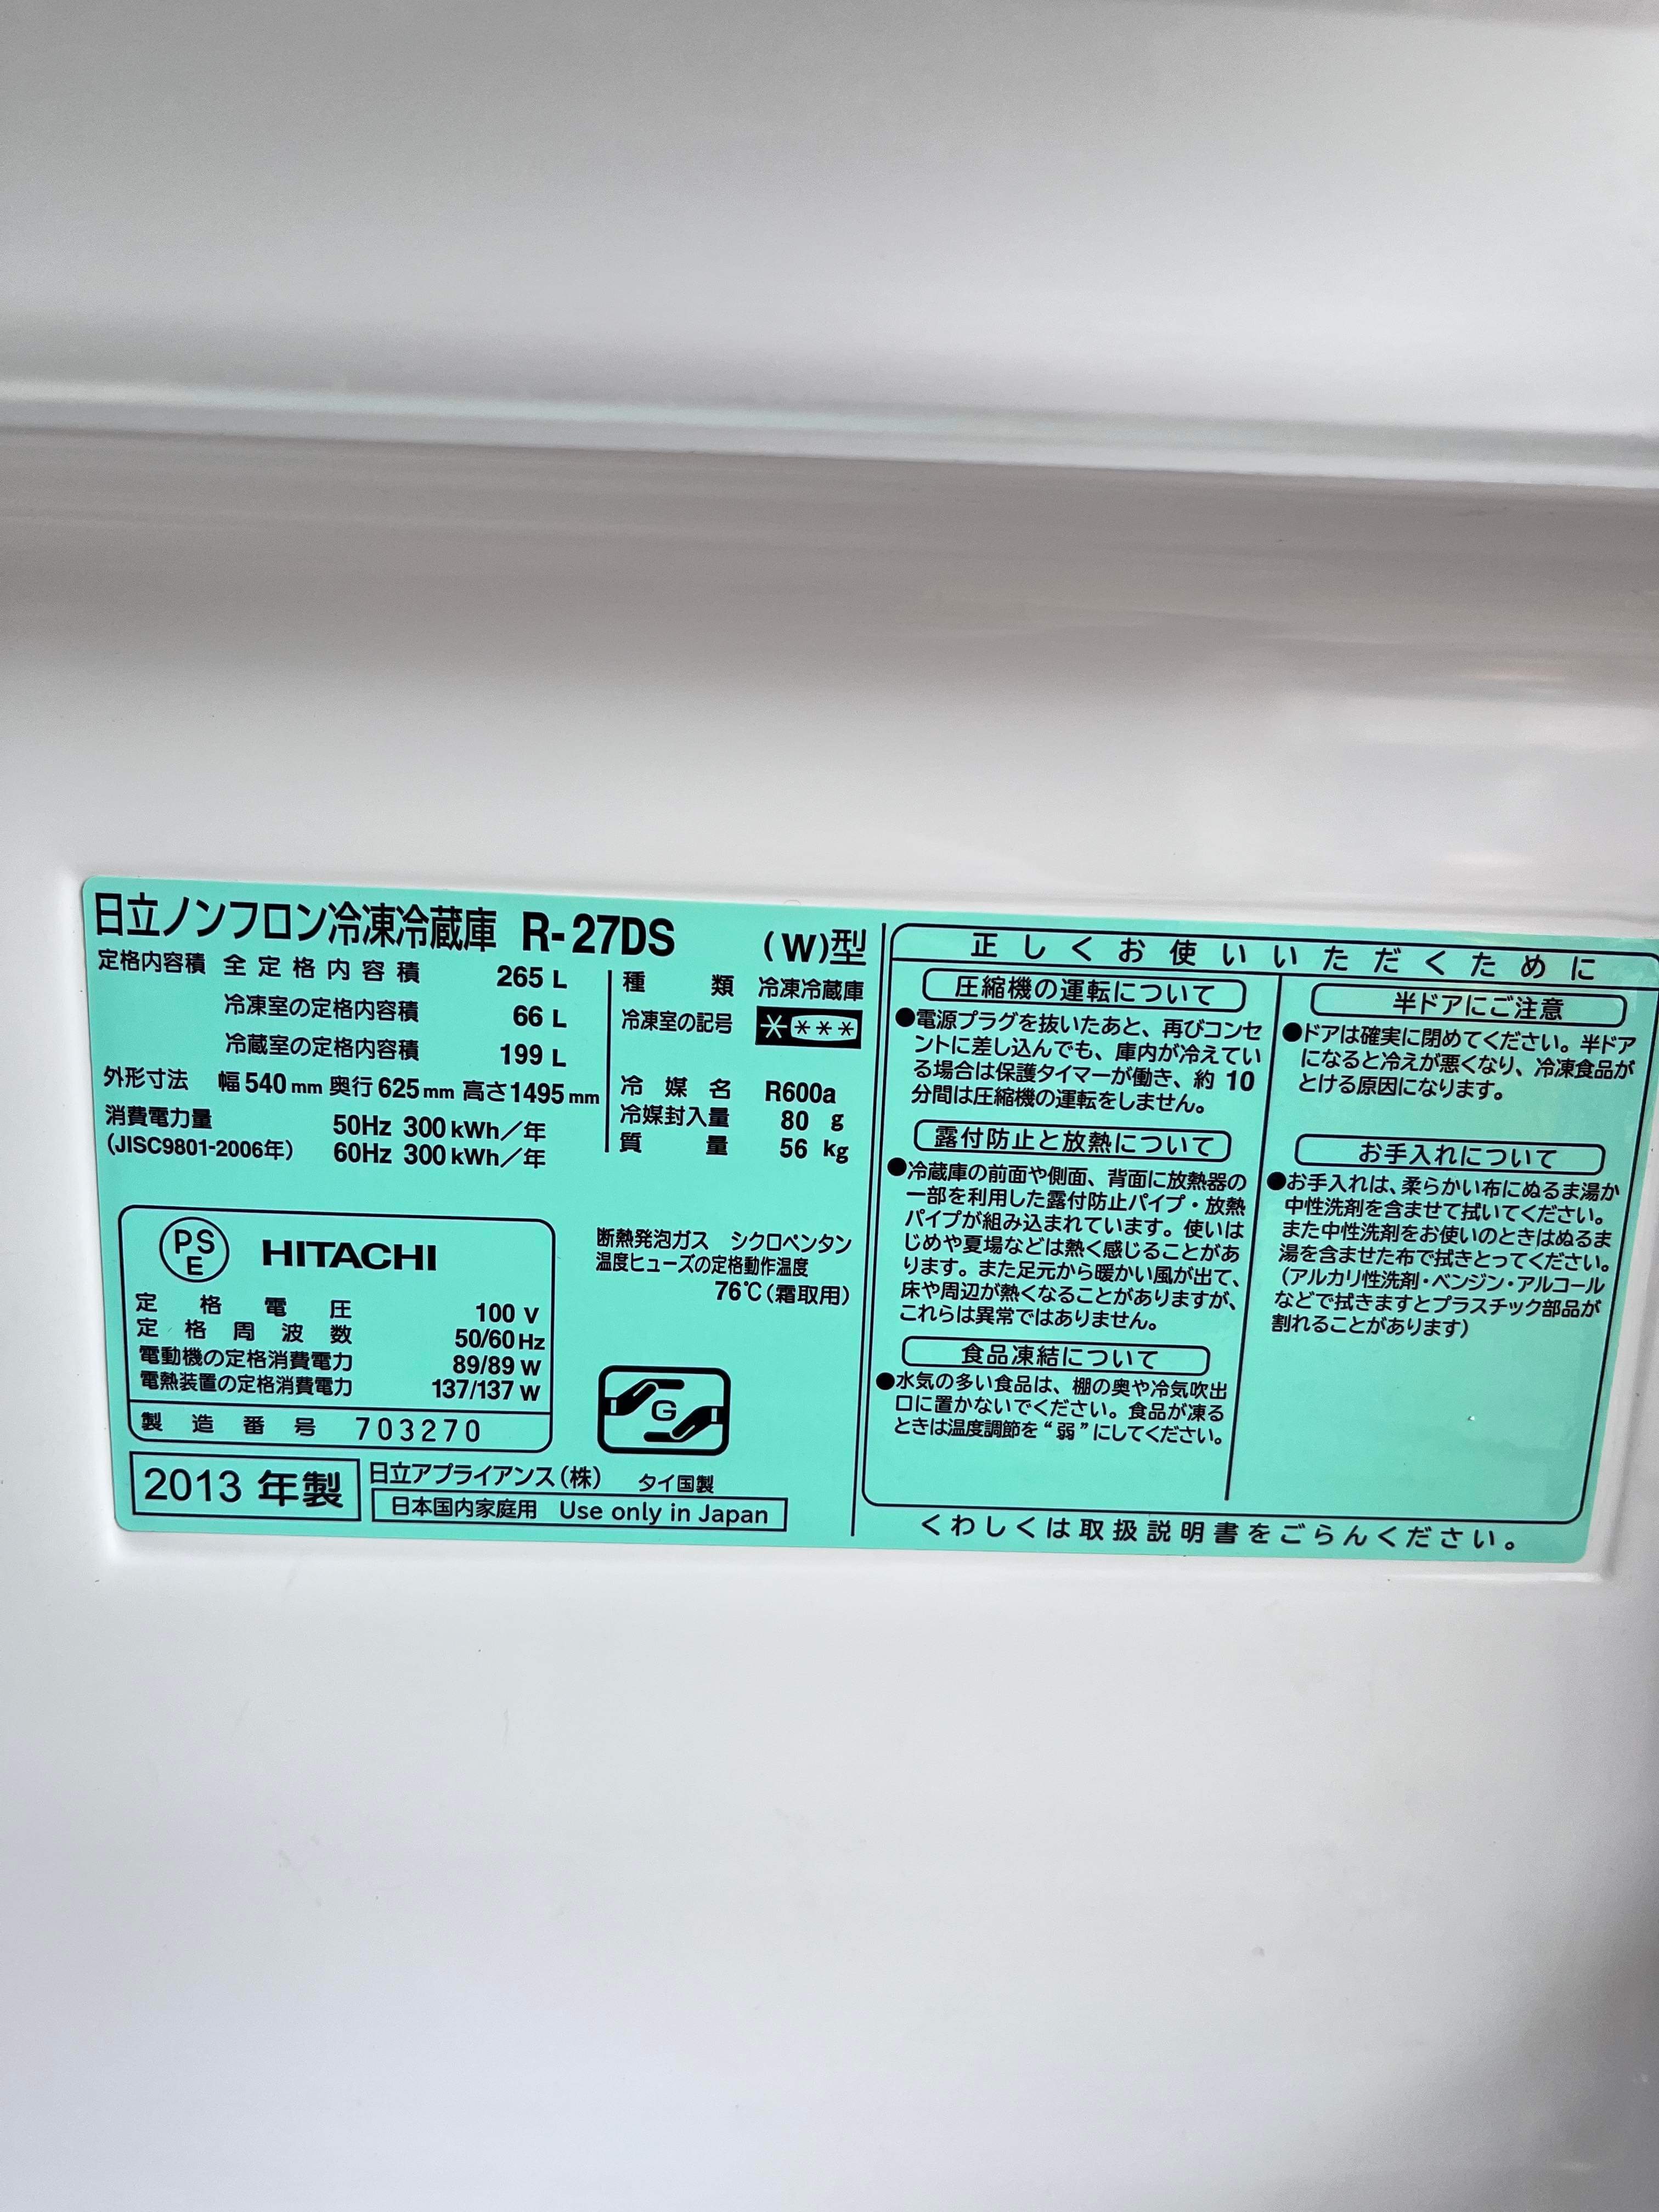 日立ノンフロン冷凍冷蔵庫 R-27DS (W)型
定格内容積 全定格内容積 265 L
冷凍室の定格内容積 66 L
冷蔵室の定格内容積 199 L
外形寸法 幅540mm 奥行625mm 高さ1495mm
消費電力量 50Hz 300kWh/年
(JISC9801-2006年) 60Hz 300kWh/年
種類 冷凍冷蔵庫
冷凍室の記号 ****
冷媒名 R600a
冷媒封入量 80 g
質量 56 kg
PS
E
HITACHI
定格電圧 100 V
定格周波数 50/60Hz
電動機の定格消費電力 89/89 W
電熱装置の定格消費電力 137/137 W
製造番号 703270
断熱発泡ガス シクロペンタン
温度ヒューズの定格動作温度
76℃(霜取用)
G
2013 年製
日立アプライアンス(株) タイ国製
日本国内家庭用 Use only in Japan
正しくお使いいただくために
圧縮機の運転について
●電源プラグを抜いたあと、再びコンセ
ントに差し込んでも、庫内が冷えてい
る場合は保護タイマーが働き、約10
分間は圧縮機の運転をしません。
露付防止と放熱について
●冷蔵庫の前面や側面、背面に放熱器の
一部を利用した露付防止パイプ・放熱
パイプが組み込まれています。使いは
じめや夏場などは熱く感じることがあ
ります。また足元から暖かい風が出て、
床や周辺が熱くなることがありますが、
これらは異常ではありません。
食品凍結について
●水気の多い食品は、棚の奥や冷気吹出
口に置かないでください。食品が凍る
ときは温度調節を“弱”にしてください。
半ドアにご注意
●ドアは確実に閉めてください。半ドア
になると冷えが悪くなり、冷凍食品が
とける原因になります。
お手入れについて
●お手入れは、柔らかい布にぬるま湯か
中性洗剤を含ませて拭いてください。
また中性洗剤をお使いのときはぬるま
湯を含ませた布で拭きとってください。
(アルカリ性洗剤・ベンジン・アルコール
などで拭きますとプラスチック部品が
割れることがあります)
くわしくは取扱説明書をごらんください。